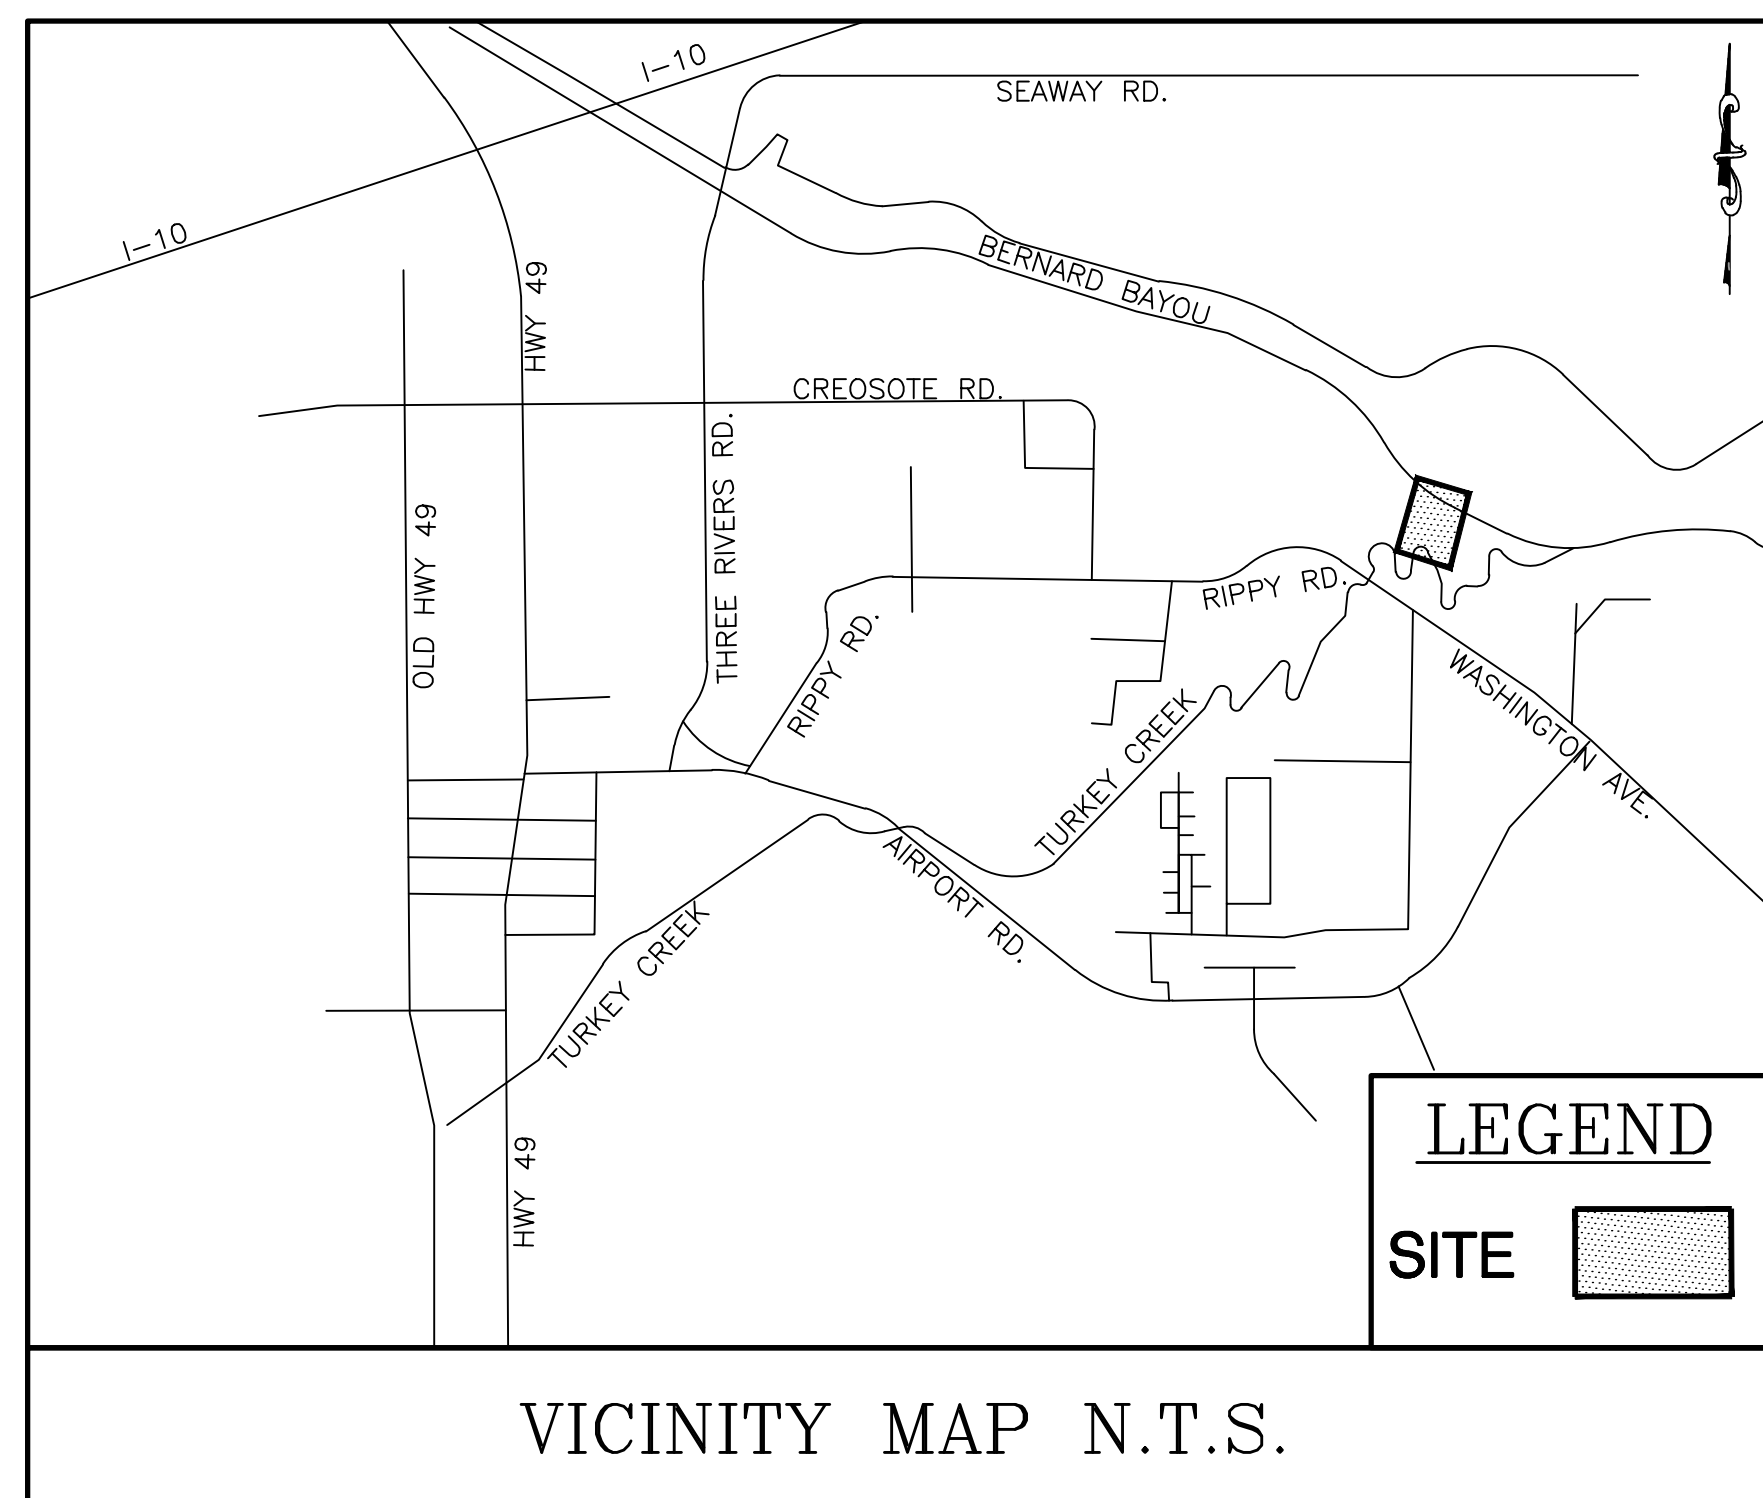 I-10
SEAWAY RD.
I-10
BERNARD BAYOU
HWY 49
CREOSOTE RD.
THREE RIVERS RD.
OLD HWY 49
RIPPY RD.
RIPPY RD.
WASHINGTON AVE.
TURKEY CREEK
AIRPORT RD.
TURKEY CREEK
HWY 49
LEGEND
SITE
VICINITY MAP N.T.S.